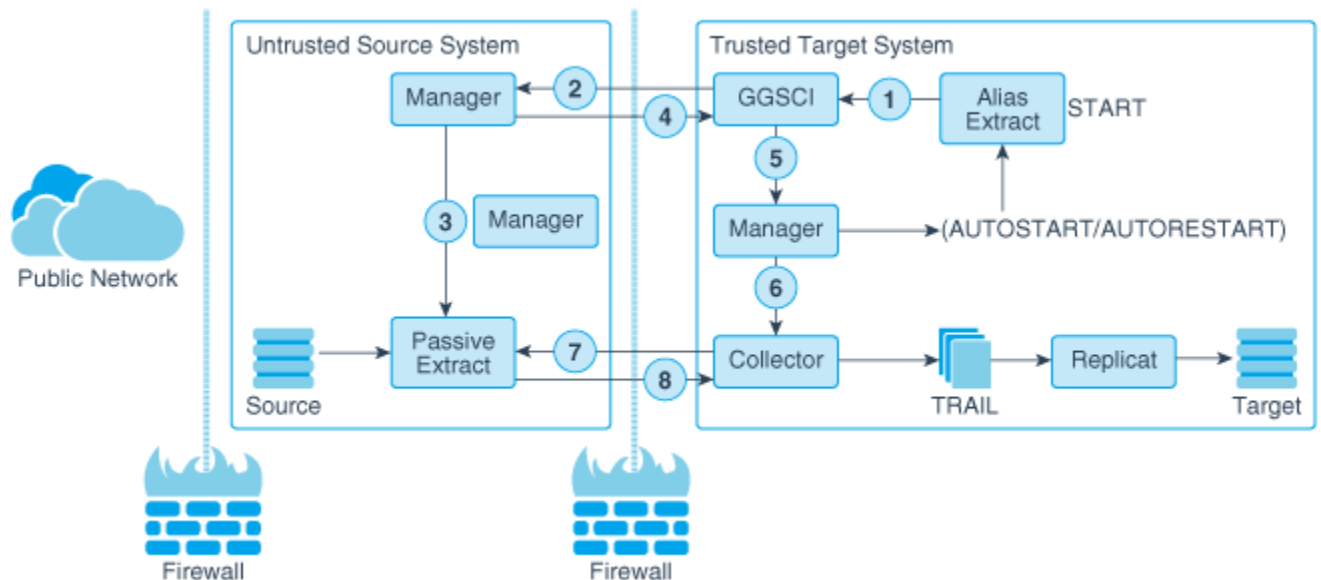 Untrusted Source System
Trusted Target System
Manager
2
4
GGSCI
1
Alias
Extract
START
5
3
Manager
Manager
(AUTOSTART/AUTORESTART)
6
Public Network
Passive
Extract
7
8
Collector
Replicat
Source
TRAIL
Target
Firewall
Firewall